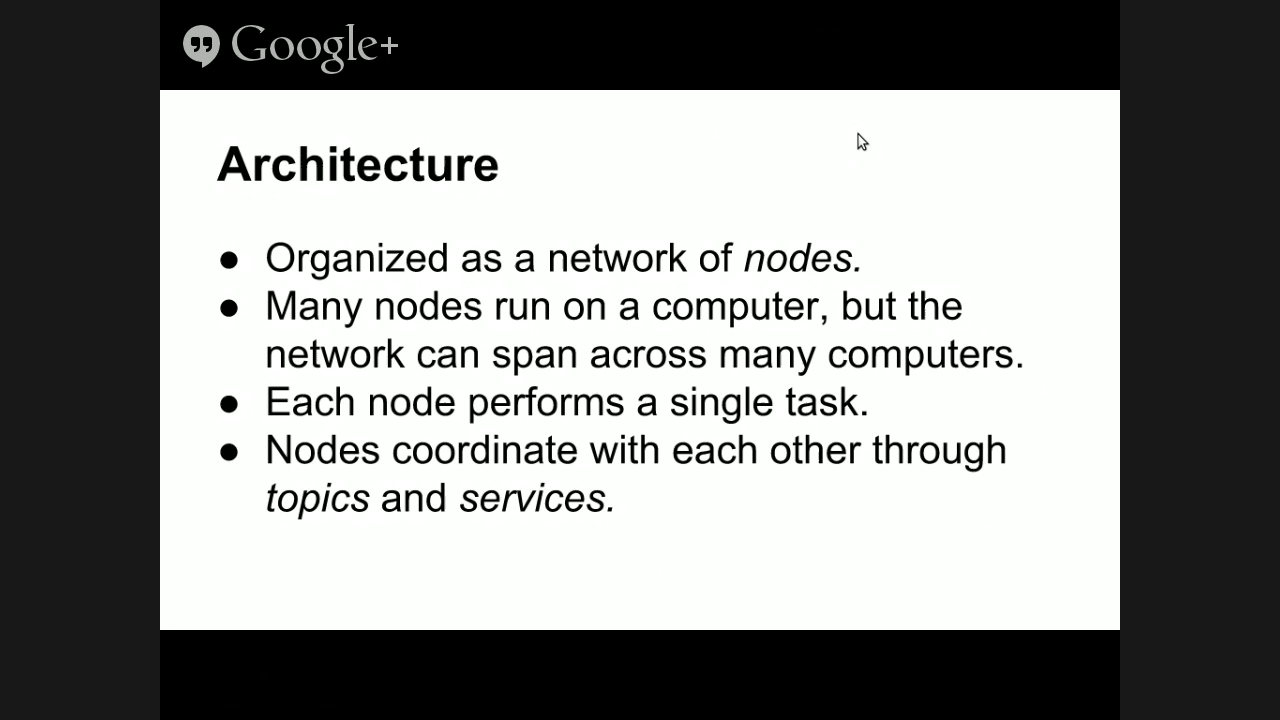 Google+
Architecture
● Organized as a network of nodes.
● Many nodes run on a computer, but the
network can span across many computers.
● Each node performs a single task.
● Nodes coordinate with each other through
topics and services.